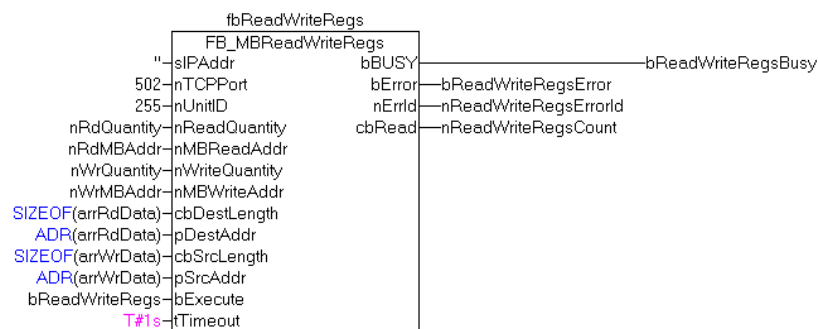 fbReadWriteRegs
FB_MBReadWriteRegs
"sIPAddr bBUSY bReadWriteRegsBusy
502 nTCPPort bError bReadWriteRegsError
255 nUnitID nErrId nReadWriteRegsErrorId
nRdQuantity nReadQuantity cbRead nReadWriteRegsCount
nRdMBAddr nMBReadAddr
nWrQuantity nWriteQuantity
nWrMBAddr nMBWriteAddr
SIZEOF(arrRdData) cbDestLength
ADR(arrRdData) pDestAddr
SIZEOF(arrWrData) cbSrcLength
ADR(arrWrData) pSrcAddr
bReadWriteRegs bExecute
T#1s tTimeout